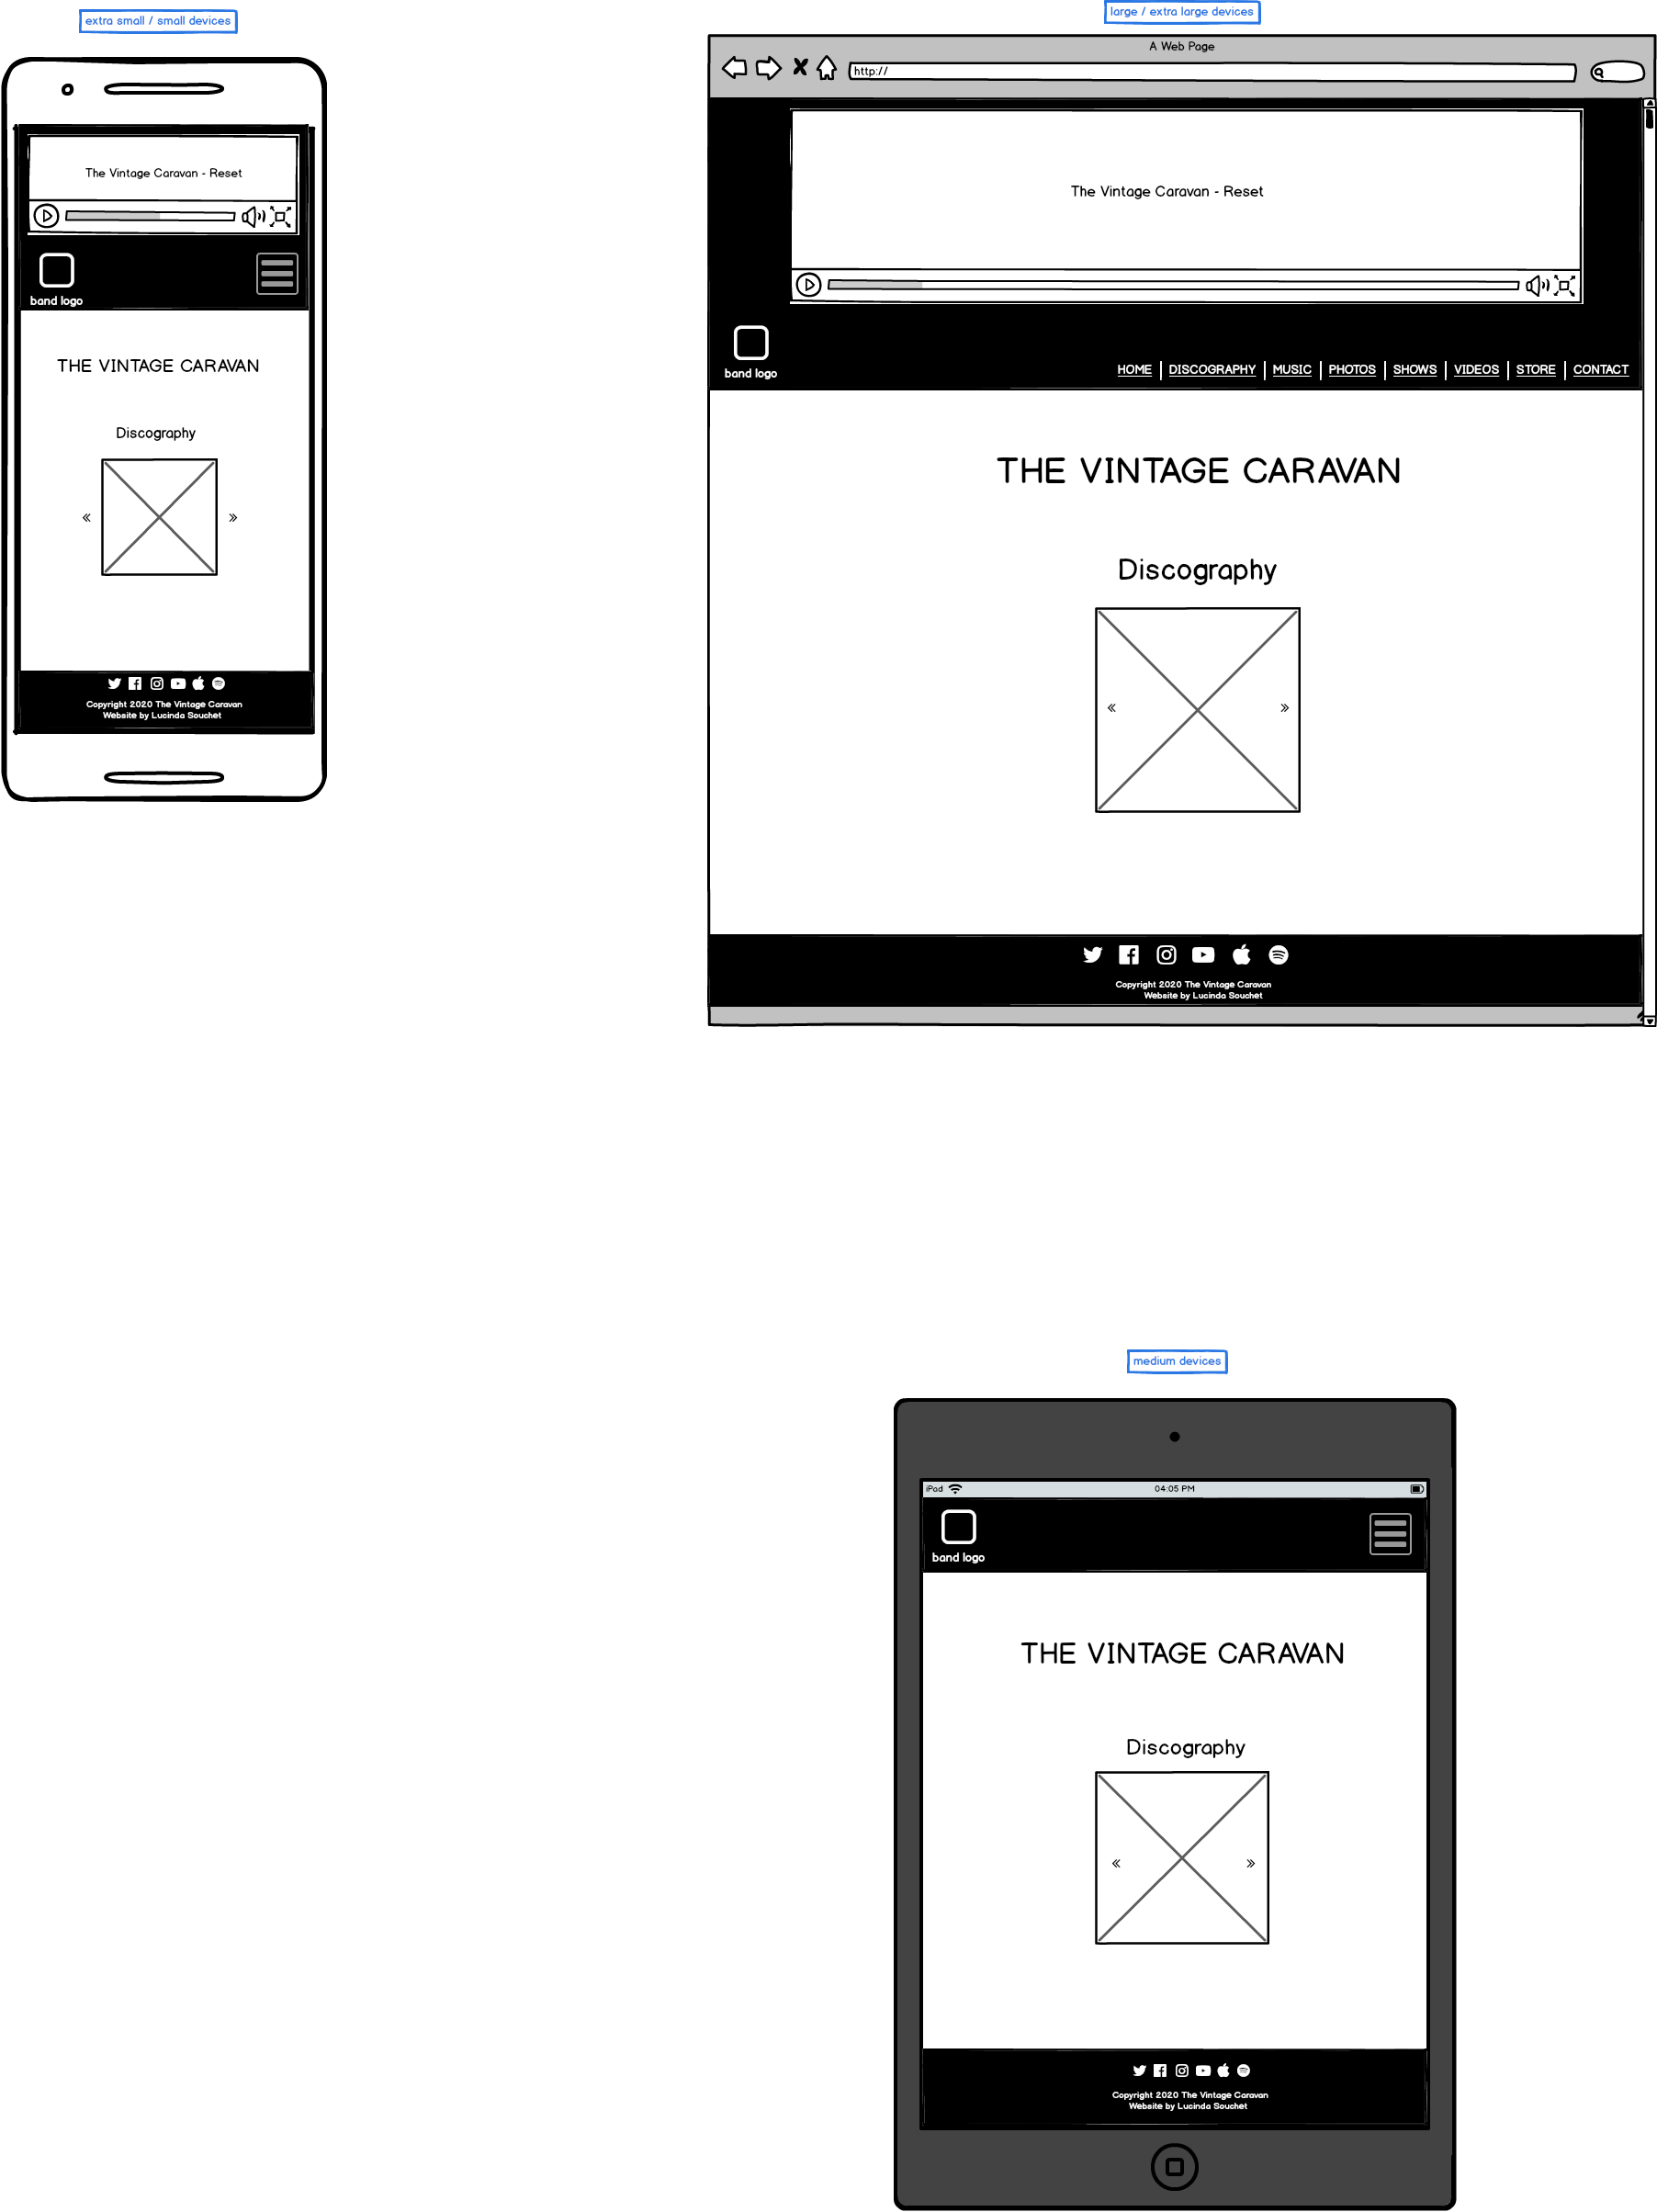 extra small / small devices
The Vintage Caravan - Reset
band logo
THE VINTAGE CARAVAN
Discography
«
»
Copyright 2020 The Vintage Caravan
Website by Lucinda Souchet
large / extra large devices
A Web Page
http://
The Vintage Caravan - Reset
band logo
HOME | DISCOGRAPHY | MUSIC | PHOTOS | SHOWS | VIDEOS | STORE | CONTACT
THE VINTAGE CARAVAN
Discography
«
»
Copyright 2020 The Vintage Caravan
Website by Lucinda Souchet
medium devices
iPad 04:05 PM
band logo
THE VINTAGE CARAVAN
Discography
«
»
Copyright 2020 The Vintage Caravan
Website by Lucinda Souchet